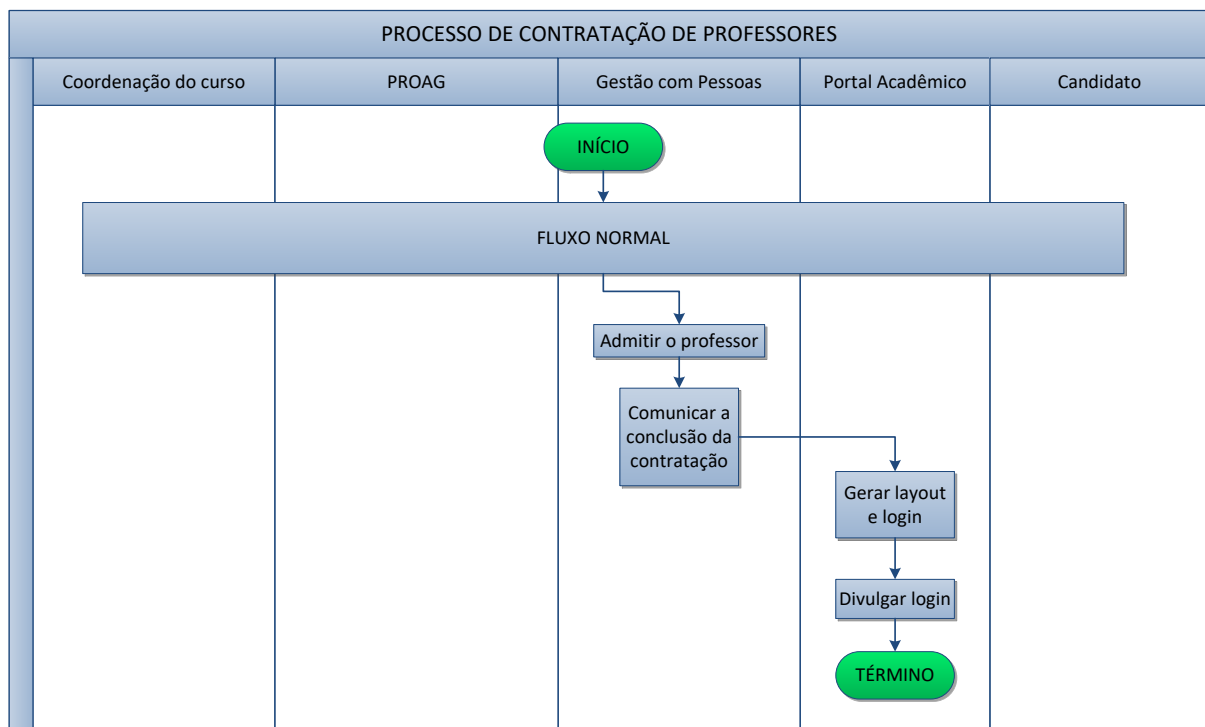 PROCESSO DE CONTRATAÇÃO DE PROFESSORES
Coordenação do curso
PROAG
Gestão com Pessoas
Portal Acadêmico
Candidato
INÍCIO
FLUXO NORMAL
Admitir o professor
Comunicar a
conclusão da
contratação
Gerar layout
e login
Divulgar login
TÉRMINO